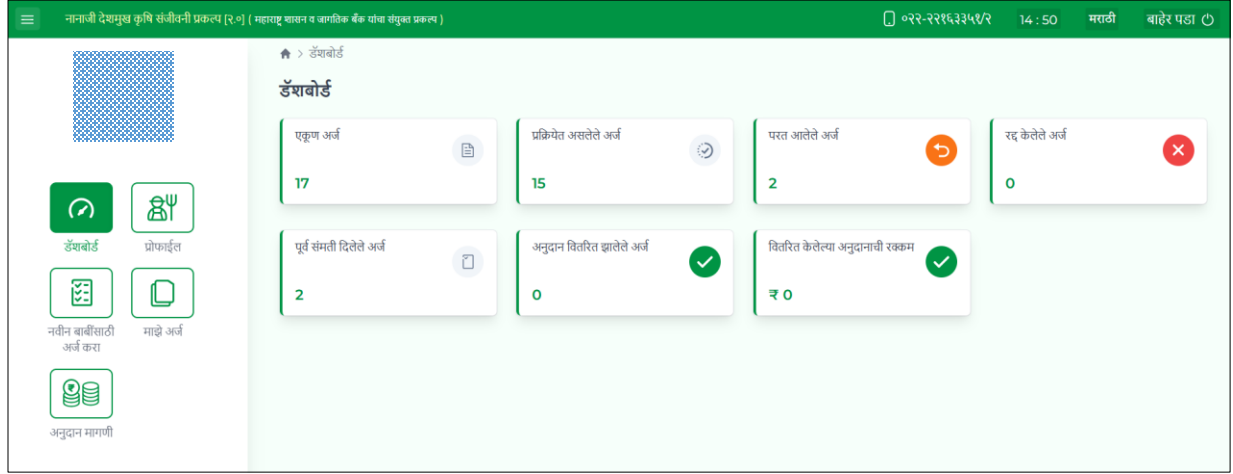 नानाजी देशमुख कृषि संजीवनी प्रकल्प [२.०] ( महाराष्ट्र शासन व जागतिक बँक यांचा संयुक्त प्रकल्प )
०२२-२२१६३३५१/२
14 : 50
मराठी
बाहेर पडा
> डॅशबोर्ड
डॅशबोर्ड
एकूण अर्ज
17
प्रक्रियेत असलेले अर्ज
15
परत आलेले अर्ज
2
रद्द केलेले अर्ज
0
पूर्व संमती दिलेले अर्ज
2
अनुदान वितरित झालेले अर्ज
0
वितरित केलेल्या अनुदानाची रक्कम
₹ 0
डॅशबोर्ड
प्रोफाईल
नवीन बाबींसाठी
अर्ज करा
माझे अर्ज
अनुदान मागणी